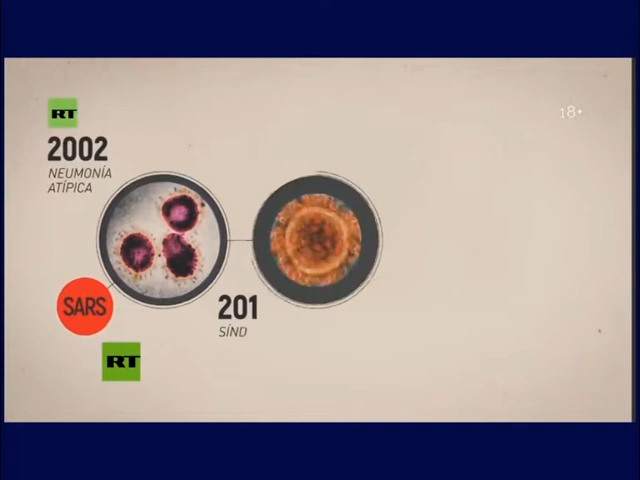 RT
18+
2002
NEUMONÍA
ATÍPICA
SARS
201
SÍND
RT